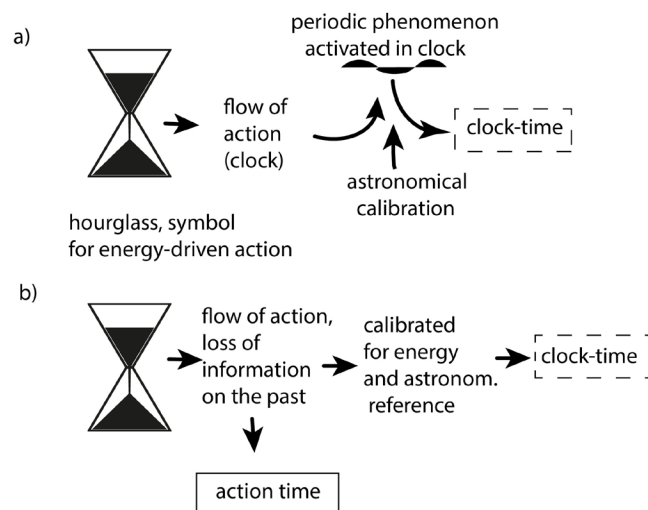 a)
periodic phenomenon
activated in clock
flow of
action
(clock)
clock-time
astronomical
calibration
hourglass, symbol
for energy-driven action
b)
flow of action,
loss of
information
on the past
calibrated
for energy
and astronom.
reference
clock-time
action time